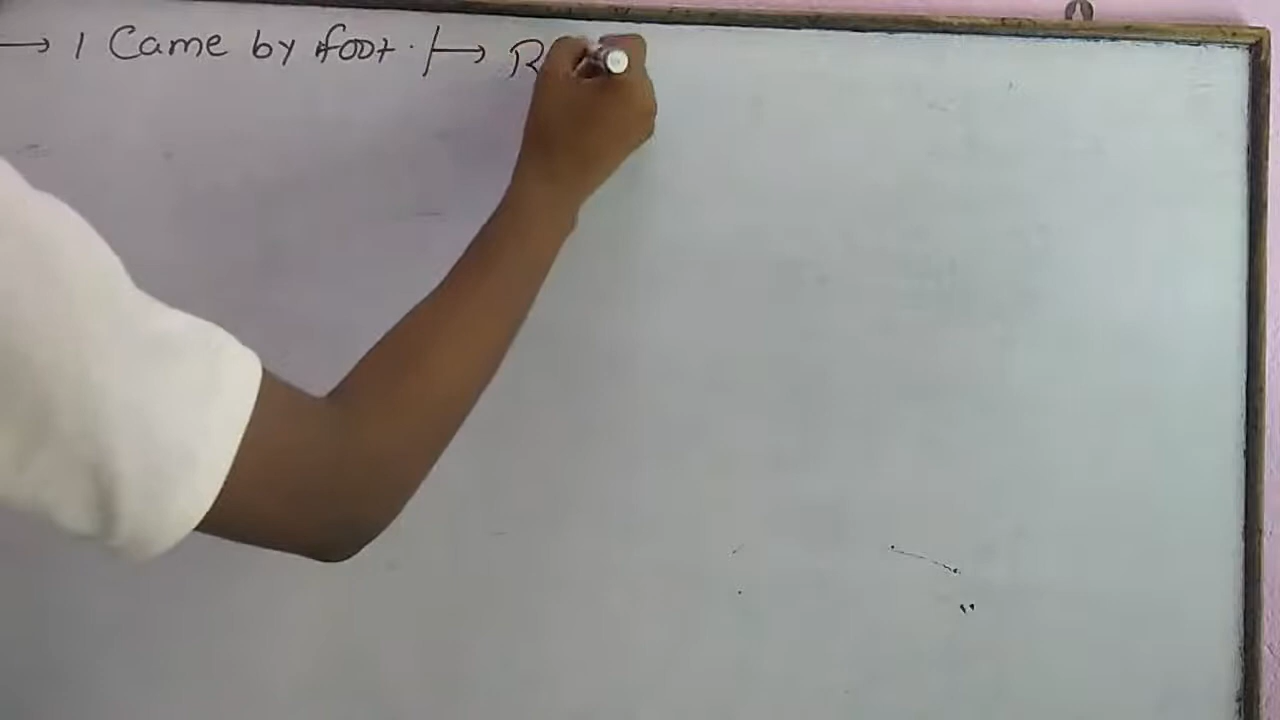 → I Came by foot. |→ R